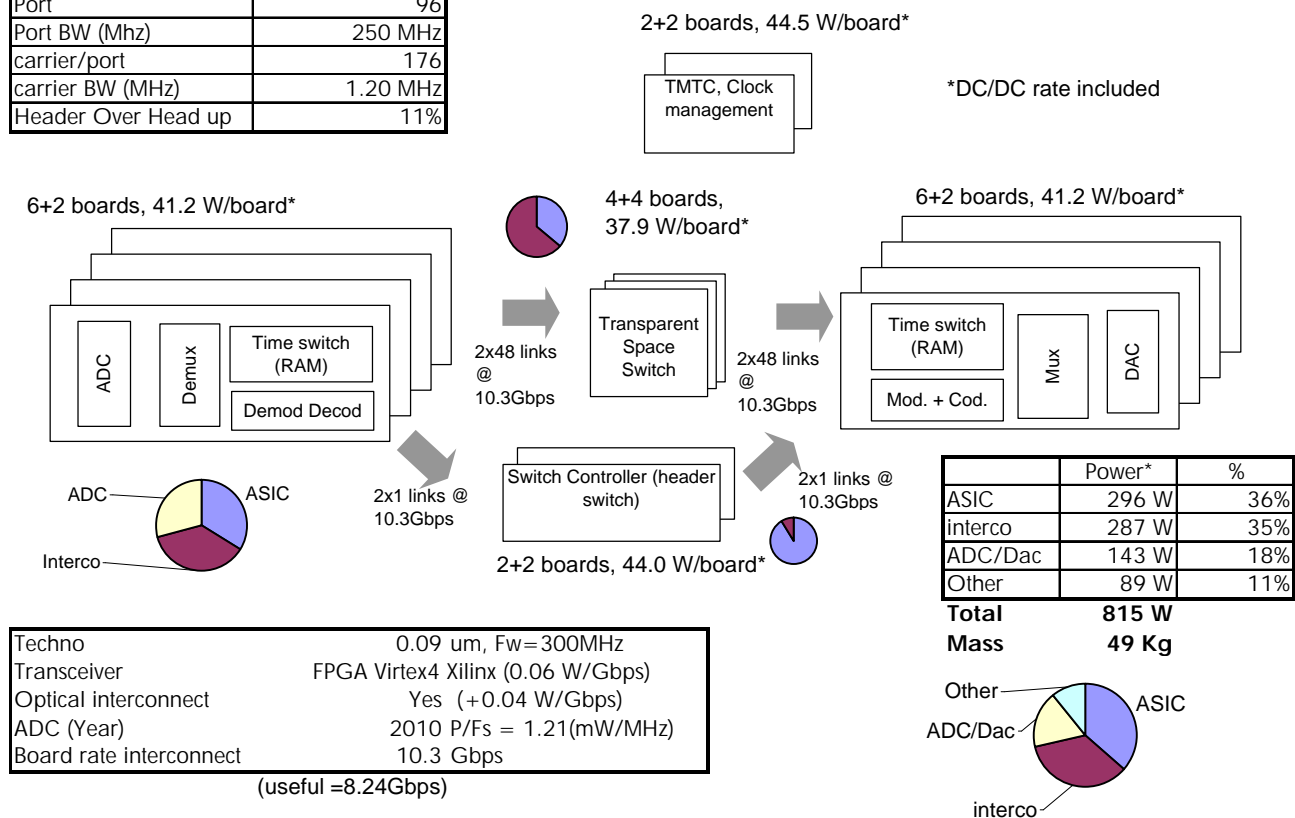 Port 96
Port BW (Mhz) 250 MHz
carrier/port 176
carrier BW (MHz) 1.20 MHz
Header Over Head up 11%
2+2 boards, 44.5 W/board*
TMTC, Clock
management
*DC/DC rate included
6+2 boards, 41.2 W/board*
ADC
Demux
Time switch
(RAM)
Demod Decod
4+4 boards,
37.9 W/board*
2x48 links
@
10.3Gbps
Transparent
Space
Switch
2x48 links
@
10.3Gbps
6+2 boards, 41.2 W/board*
Time switch
(RAM)
Mod. + Cod.
Mux
DAC
ADC
ASIC
Interco
2x1 links @
10.3Gbps
Switch Controller (header
switch)
2x1 links @
10.3Gbps
2+2 boards, 44.0 W/board*
Power* %
ASIC 296 W 36%
interco 287 W 35%
ADC/Dac 143 W 18%
Other 89 W 11%
Total 815 W
Mass 49 Kg
Techno 0.09 um, Fw=300MHz
Transceiver FPGA Virtex4 Xilinx (0.06 W/Gbps)
Optical interconnect Yes (+0.04 W/Gbps)
ADC (Year) 2010 P/Fs = 1.21(mW/MHz)
Board rate interconnect 10.3 Gbps
(useful =8.24Gbps)
Other
ASIC
ADC/Dac
interco